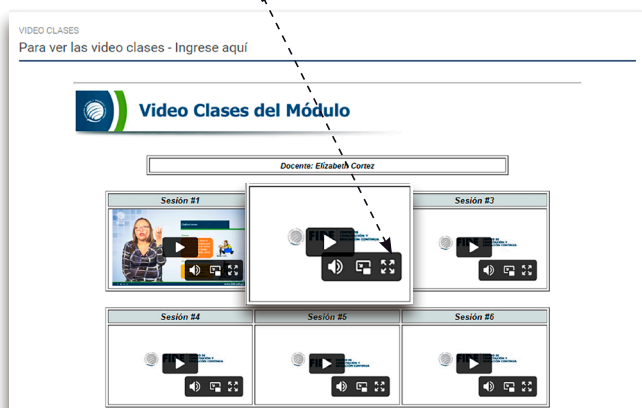 VIDEO CLASES
Para ver las video clases - Ingrese aquí
Video Clases del Módulo
Docente: Elizabeth Cortez
Sesión #1
Sesión #3
Sesión #4
Sesión #5
Sesión #6